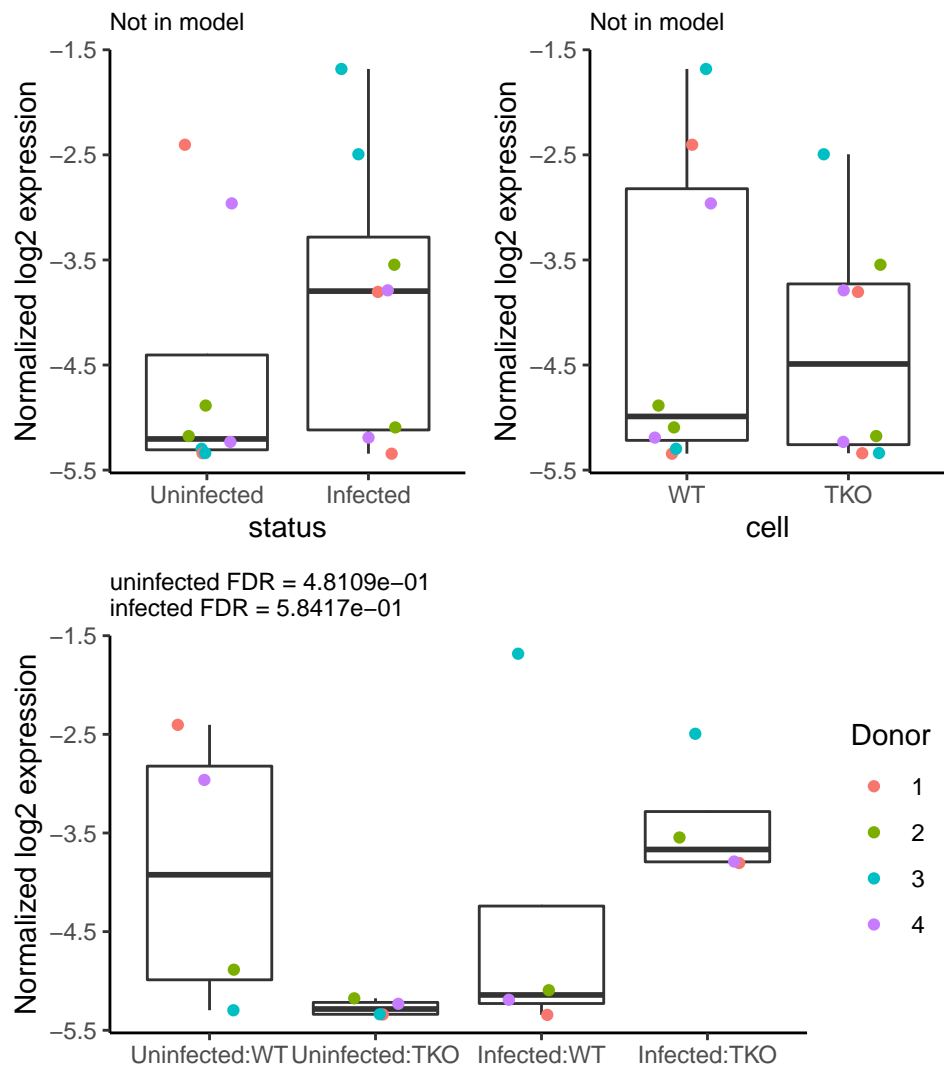 Not in model
Normalized log2 expression
−1.5
−2.5
−3.5
−4.5
−5.5
Uninfected
Infected
status
Not in model
Normalized log2 expression
−1.5
−2.5
−3.5
−4.5
−5.5
WT
TKO
cell
uninfected FDR = 4.8109e−01
infected FDR = 5.8417e−01
Normalized log2 expression
−1.5
−2.5
−3.5
−4.5
−5.5
Uninfected:WT
Uninfected:TKO
Infected:WT
Infected:TKO
Donor
1
2
3
4